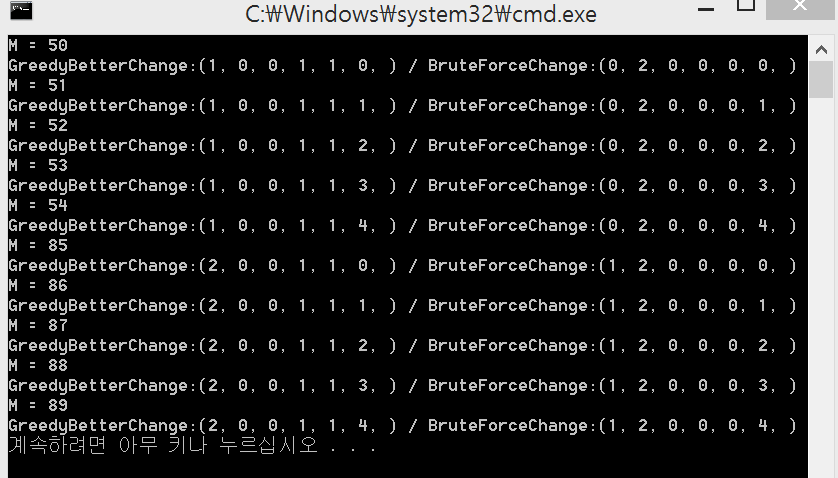 C:₩Windows₩system32₩cmd.exe
M = 50
GreedyBetterChange:(1, 0, 0, 1, 1, 0, ) / BruteForceChange:(0, 2, 0, 0, 0, 0, )
M = 51
GreedyBetterChange:(1, 0, 0, 1, 1, 1, ) / BruteForceChange:(0, 2, 0, 0, 0, 1, )
M = 52
GreedyBetterChange:(1, 0, 0, 1, 1, 2, ) / BruteForceChange:(0, 2, 0, 0, 0, 2, )
M = 53
GreedyBetterChange:(1, 0, 0, 1, 1, 3, ) / BruteForceChange:(0, 2, 0, 0, 0, 3, )
M = 54
GreedyBetterChange:(1, 0, 0, 1, 1, 4, ) / BruteForceChange:(0, 2, 0, 0, 0, 4, )
M = 85
GreedyBetterChange:(2, 0, 0, 1, 1, 0, ) / BruteForceChange:(1, 2, 0, 0, 0, 0, )
M = 86
GreedyBetterChange:(2, 0, 0, 1, 1, 1, ) / BruteForceChange:(1, 2, 0, 0, 0, 1, )
M = 87
GreedyBetterChange:(2, 0, 0, 1, 1, 2, ) / BruteForceChange:(1, 2, 0, 0, 0, 2, )
M = 88
GreedyBetterChange:(2, 0, 0, 1, 1, 3, ) / BruteForceChange:(1, 2, 0, 0, 0, 3, )
M = 89
GreedyBetterChange:(2, 0, 0, 1, 1, 4, ) / BruteForceChange:(1, 2, 0, 0, 0, 4, )
계속하려면 아무 키나 누르십시오 . . .